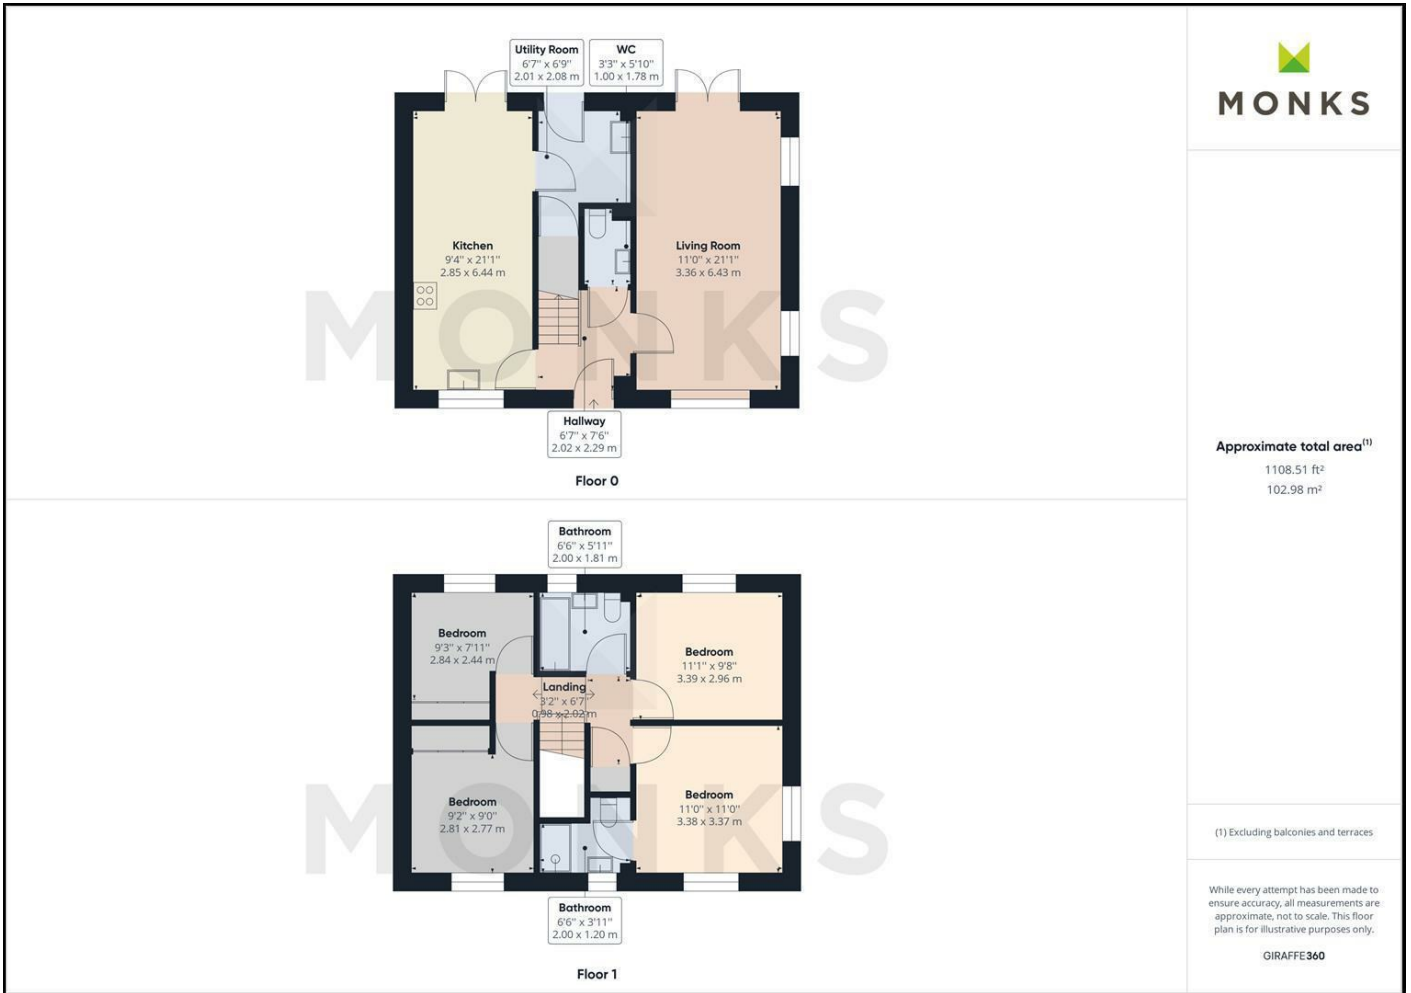 Utility Room
6'7" x 6'9"
2.01 x 2.08 m
WC
3'3" x 5'10"
1.00 x 1.78 m
Kitchen
9'4" x 21'1"
2.85 x 6.44 m
Living Room
11'0" x 21'1"
3.36 x 6.43 m
MONKS
Hallway
6'7" x 7'6"
2.02 x 2.29 m
Floor 0
Bathroom
6'6" x 5'11"
2.00 x 1.81 m
Bedroom
9'3" x 7'11"
2.84 x 2.44 m
Bedroom
11'1" x 9'8"
3.39 x 2.96 m
Landing
3'2" x 6'7"
0.98 x 2.02 m
Bedroom
9'2" x 9'0"
2.81 x 2.77 m
Bedroom
11'0" x 11'0"
3.38 x 3.37 m
MONKS
Bathroom
6'6" x 3'11"
2.00 x 1.20 m
Floor 1
MONKS
Approximate total area(1)
1108.51 ft²
102.98 m²
(1) Excluding balconies and terraces
While every attempt has been made to
ensure accuracy, all measurements are
approximate, not to scale. This floor
plan is for illustrative purposes only.
GIRAFFE360